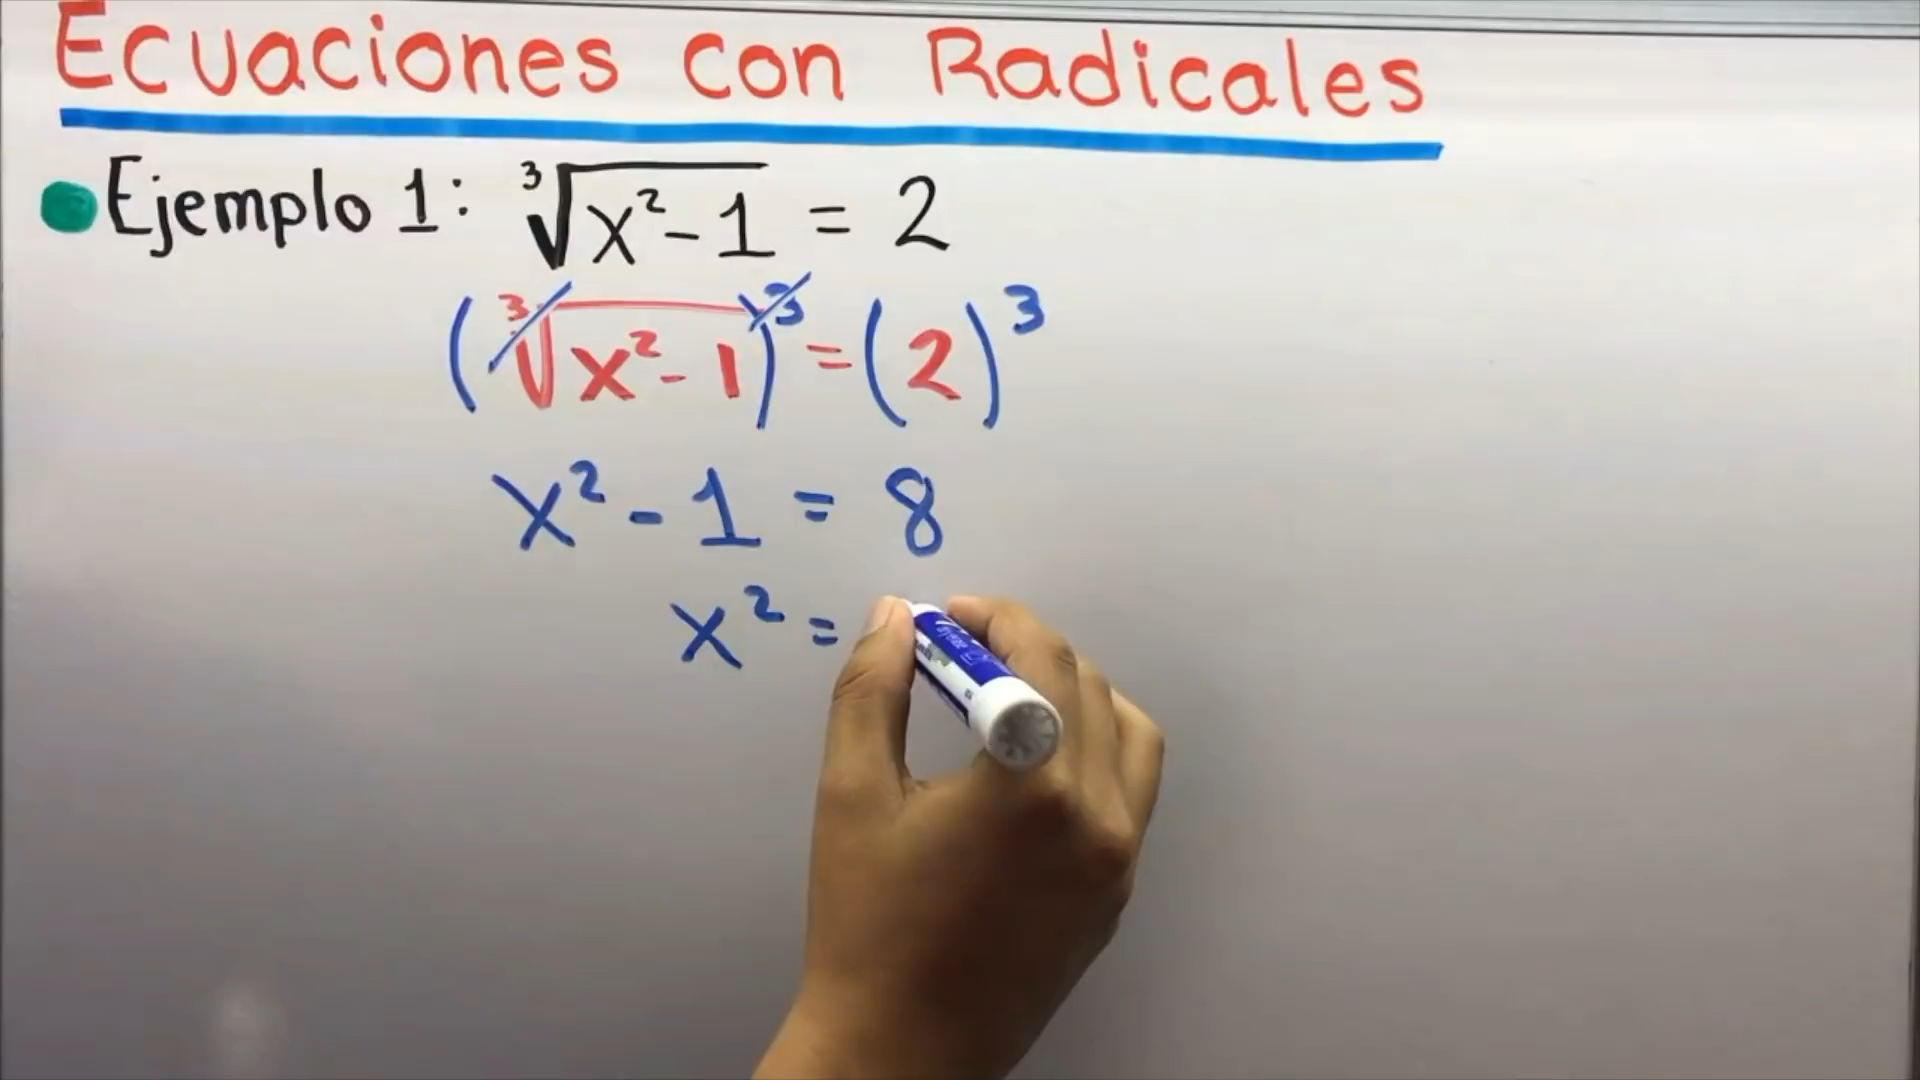 Ecuaciones con Radicales
Ejemplo 1: ∛(x²-1) = 2
(∛(x²-1))³ = (2)³
x² - 1 = 8
x² =